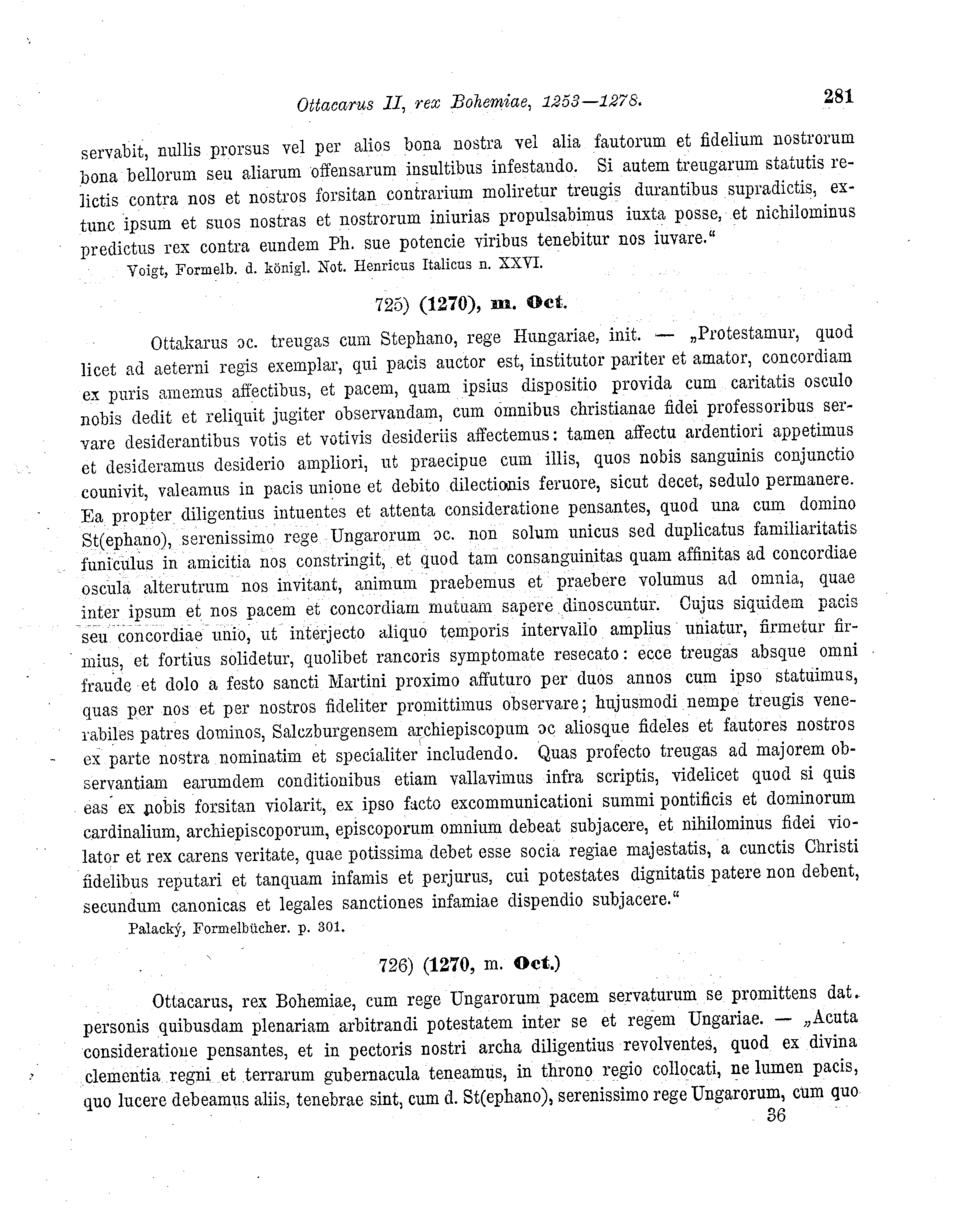 Ottacarus II, rex Bohemiae, 1253—1278.
281
servabit, nullis prorsus vel per alios bona nostra vel alia fautorum et fidelium nostrorum
bona bellorum seu aliarum offensarum insultibus infestando. Si autem treugarum statutis re-
lictis contra nos et nostros forsitan contrarium moliretur treugis durantibus supradictis, ex-
tunc ipsum et suos nostras et nostrorum iniurias propulsabimus iuxta posse, et nichilominus
predictus rex contra eundem Ph. sue potencie viribus tenebitur nos iuvare.“
Voigt, Formelb. d. königl. Not. Henricus Italicus n. XXVI.
725) (1270), m. Oct.
Ottakarus ɔc. treugas cum Stephano, rege Hungariae, init. — „Protestamur, quod
licet ad aeterni regis exemplar, qui pacis auctor est, institutor pariter et amator, concordiam
ex puris amemus affectibus, et pacem, quam ipsius dispositio provida cum caritatis osculo
nobis dedit et reliquit jugiter observandam, cum omnibus christianae fidei professoribus ser-
vare desiderantibus votis et votivis desideriis affectemus: tamen affectu ardentiori appetimus
et desideramus desiderio ampliori, ut praecipue cum illis, quos nobis sanguinis conjunctio
counivit, valeamus in pacis unione et debito dilectionis feruore, sicut decet, sedulo permanere.
Ea propter diligentius intuentes et attenta consideratione pensantes, quod una cum domino
St(ephano), serenissimo rege Ungarorum ɔc. non solum unicus sed duplicatus familiaritatis
funiculus in amicitia nos constringit, et quod tam consanguinitas quam affinitas ad concordiae
oscula alterutrum nos invitant, animum praebemus et praebere volumus ad omnia, quae
inter ipsum et nos pacem et concordiam mutuam sapere dinoscuntur. Cujus siquidem pacis
seu concordiae unio, ut interjecto aliquo temporis intervallo amplius uniatur, firmetur fir-
mius, et fortius solidetur, quolibet rancoris symptomate resecato: ecce treugas absque omni
fraude et dolo a festo sancti Martini proximo affuturo per duos annos cum ipso statuimus,
quas per nos et per nostros fideliter promittimus observare; hujusmodi nempe treugis vene-
rabiles patres dominos, Salczburgensem archiepiscopum ɔc aliosque fideles et fautores nostros
ex parte nostra nominatim et specialiter includendo. Quas profecto treugas ad majorem ob-
servantiam earumdem conditionibus etiam vallavimus infra scriptis, videlicet quod si quis
eas ex nobis forsitan violarit, ex ipso facto excommunicationi summi pontificis et dominorum
cardinalium, archiepiscoporum, episcoporum omnium debeat subjacere, et nihilominus fidei vio-
lator et rex carens veritate, quae potissima debet esse socia regiae majestatis, a cunctis Christi
fidelibus reputari et tanquam infamis et perjurus, cui potestates dignitatis patere non debent,
secundum canonicas et legales sanctiones infamiae dispendio subjacere.“
Palacký, Formelbücher. p. 301.
726) (1270, m. Oct.)
Ottacarus, rex Bohemiae, cum rege Ungarorum pacem servaturum se promittens dat.
personis quibusdam plenariam arbitrandi potestatem inter se et regem Ungariae. — „Acuta
consideratione pensantes, et in pectoris nostri archa diligentius revolventes, quod ex divina
clementia regni et terrarum gubernacula teneamus, in throno regio collocati, ne lumen pacis,
quo lucere debeamus aliis, tenebrae sint, cum d. St(ephano), serenissimo rege Ungarorum, cum quo
36